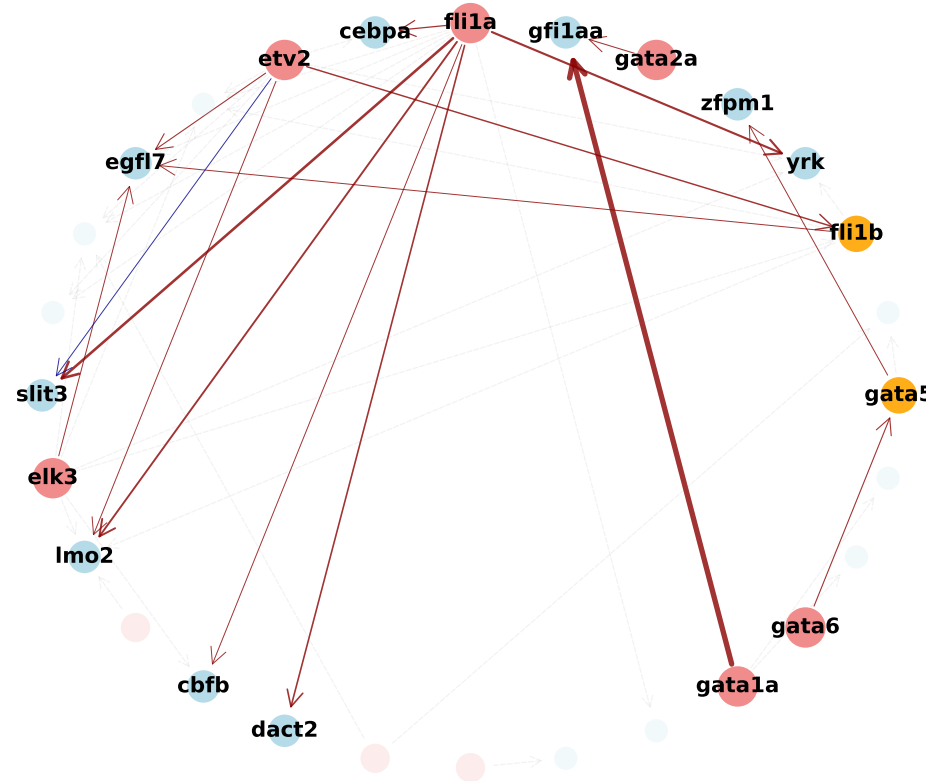 fli1a
cebpa
gfi1aa
etv2
gata2a
zfpm1
egfl7
yrk
fli1b
slit3
gata5
elk3
lmo2
gata6
cbfb
gata1a
dact2